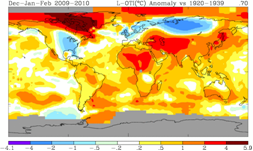 Dec-Jan-Feb 2009-2010 L-OTI(°C) Anomaly vs 1920-1939 .70
-4.1 -4 -2 -1 -.5 -.2 .2 .5 1 2 4 5.9